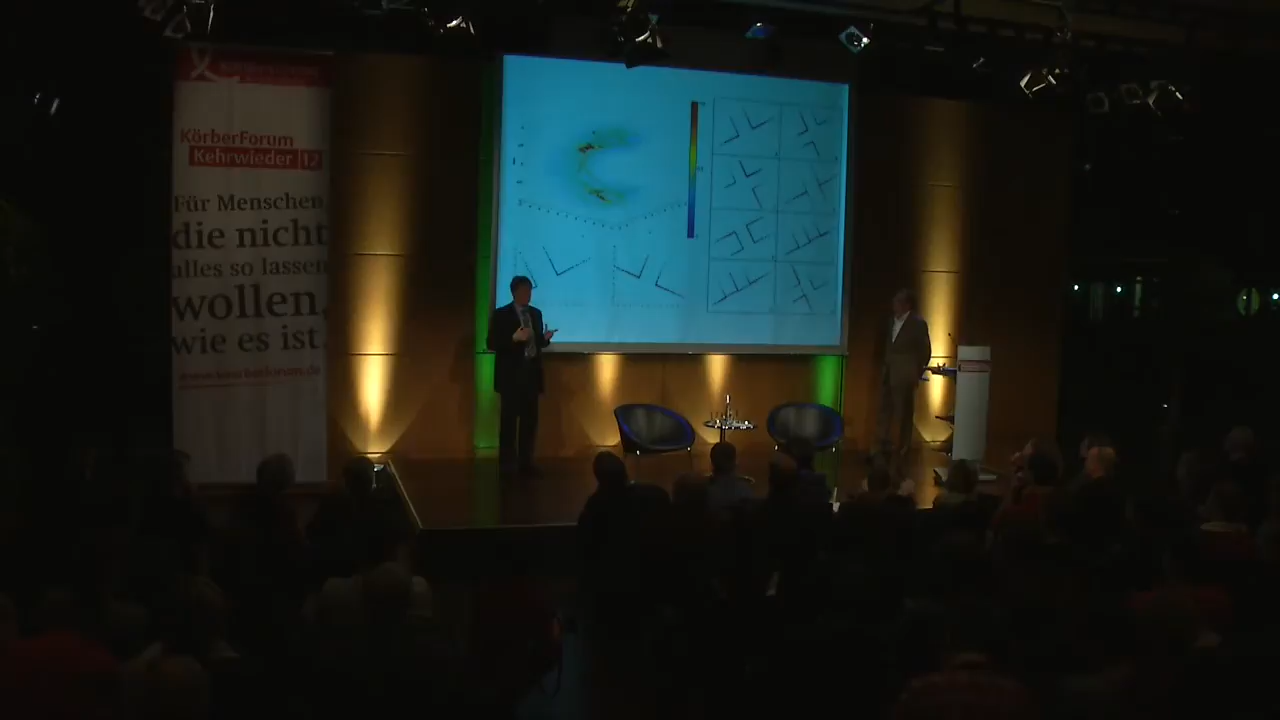 KörberForum
Kehrwieder 12
Für Menschen,
die nicht
alles so lassen
wollen,
wie es ist.
www.koerberforum.de